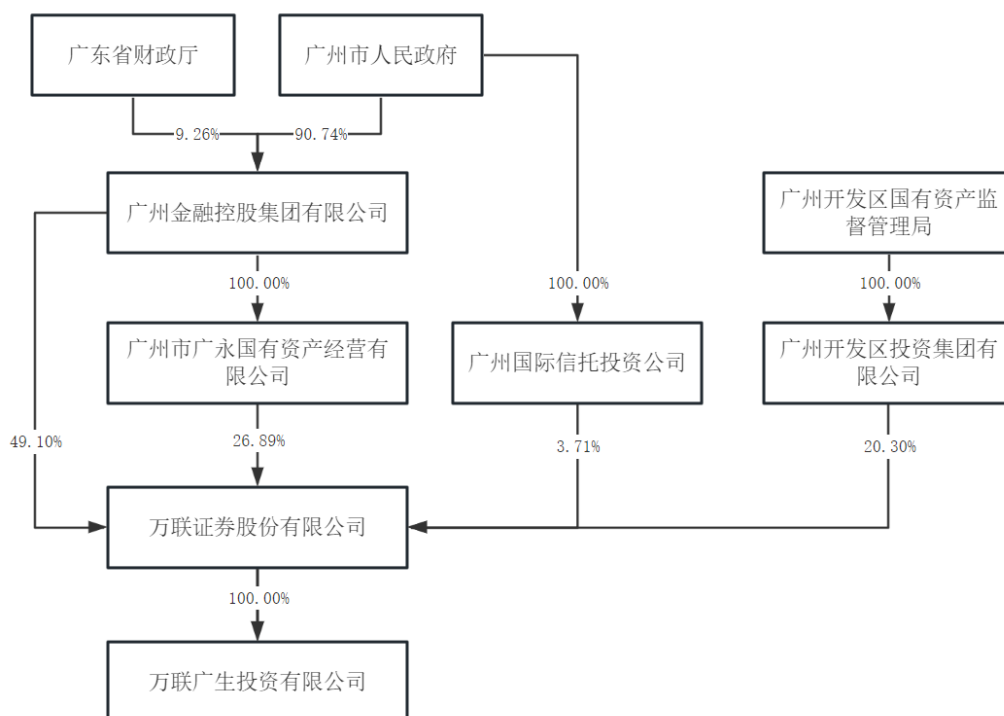 广东省财政厅
广州市人民政府
9.26%
90.74%
广州金融控股集团有限公司
广州开发区国有资产监
督管理局
100.00%
100.00%
100.00%
广州市广永国有资产经营有
限公司
广州国际信托投资公司
广州开发区投资集团有
限公司
49.10%
26.89%
3.71%
20.30%
万联证券股份有限公司
100.00%
万联广生投资有限公司